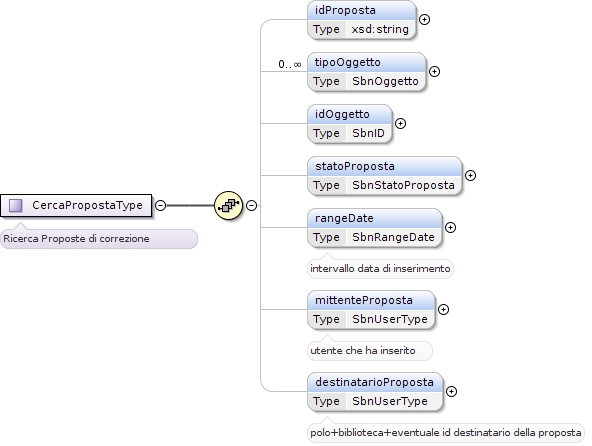 idProposta
Type xsd:string
0..∞
tipoOggetto
Type SbnOggetto
idOggetto
Type SbnID
statoProposta
Type SbnStatoProposta
CercaPropostaType
Ricerca Proposte di correzione
rangeDate
Type SbnRangeDate
intervallo data di inserimento
mittenteProposta
Type SbnUserType
utente che ha inserito
destinatarioProposta
Type SbnUserType
polo+biblioteca+eventuale id destinatario della proposta